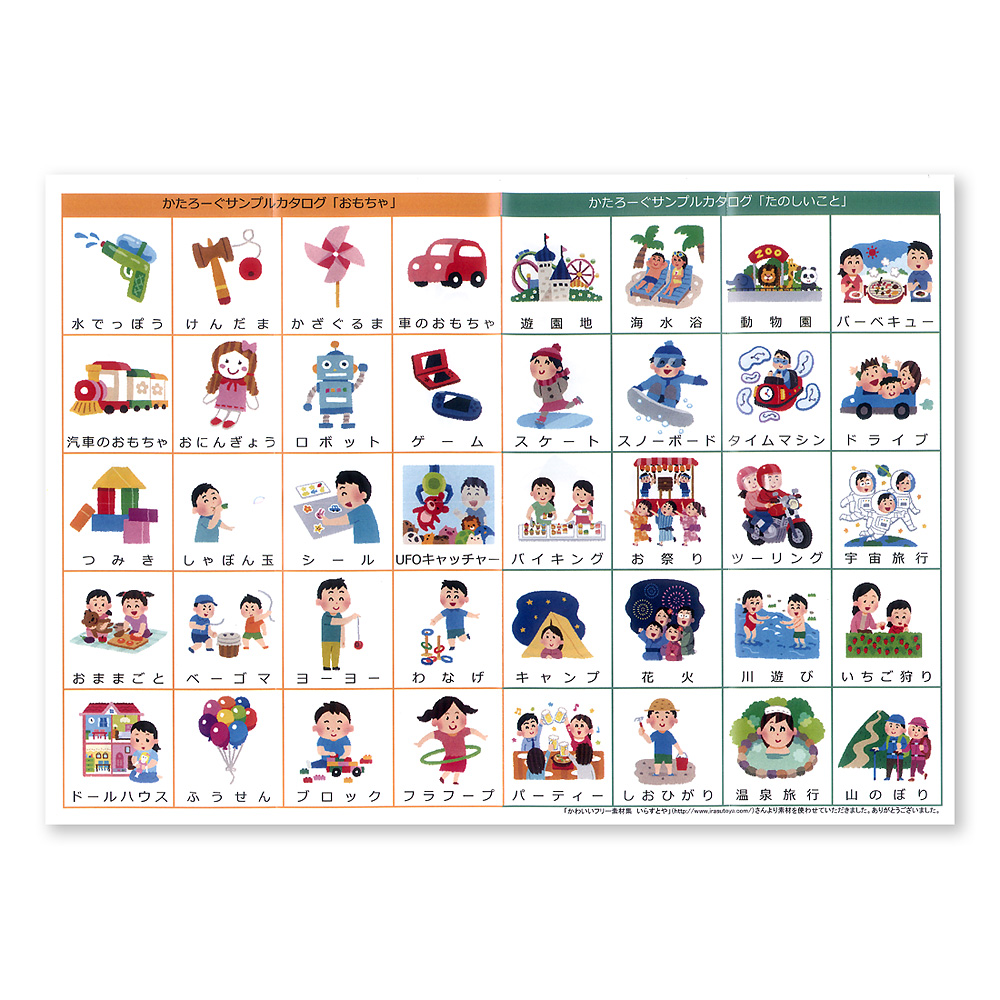 かたろーぐサンプルカタログ「おもちゃ」
水でっぽう けんだま かざぐるま 車のおもちゃ
汽車のおもちゃ おにんぎょう ロボット ゲーム
つみき しゃぼん玉 シール UFOキャッチャー
おままごと ベーゴマ ヨーヨー わなげ
ドールハウス ふうせん ブロック フラフープ
かたろーぐサンプルカタログ「たのしいこと」
遊園地 海水浴 ZOO 動物園 バーベキュー
スケート スノーボード タイムマシン ドライブ
バイキング お祭り ツーリング 宇宙旅行
キャンプ 花火 川遊び いちご狩り
パーティー しおひがり 温泉旅行 山のぼり
「かわいいフリー素材集 いらすとや」(http://www.irasutoya.com/)さんより素材を使わせていただきました。ありがとうございました。